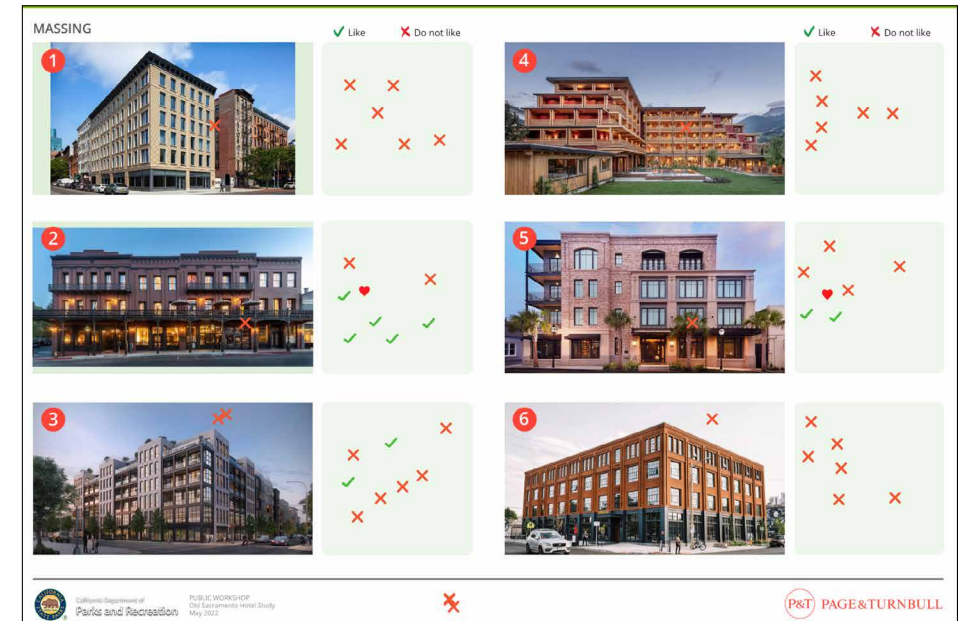 MASSING
Like Do not like
Like Do not like
1
4
2
5
3
6
California Department of
Parks and Recreation
PUBLIC WORKSHOP
Old Sacramento Hotel Study
May 2022
P&T PAGE&TURNBULL